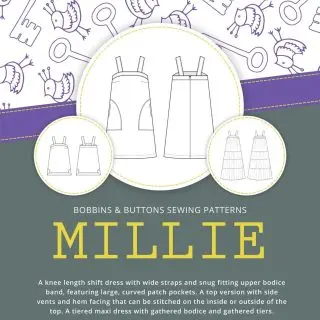 BOBBINS & BUTTONS SEWING PATTERNS
MILLIE
A knee length shift dress with wide straps and snug fitting upper bodice
band, featuring large, curved patch pockets. A top version with side
vents and hem facing that can be stitched on the inside or outside of the
top. A tiered maxi dress with gathered bodice and gathered tiers.